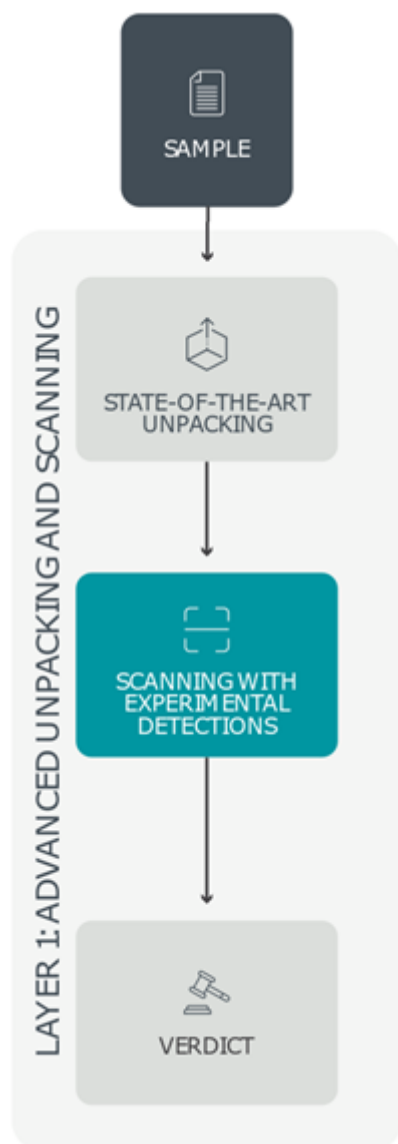 SAMPLE
LAYER 1: ADVANCED UNPACKING AND SCANNING
STATE-OF-THE-ART
UNPACKING
SCANNING WITH
EXPERIMENTAL
DETECTIONS
VERDICT